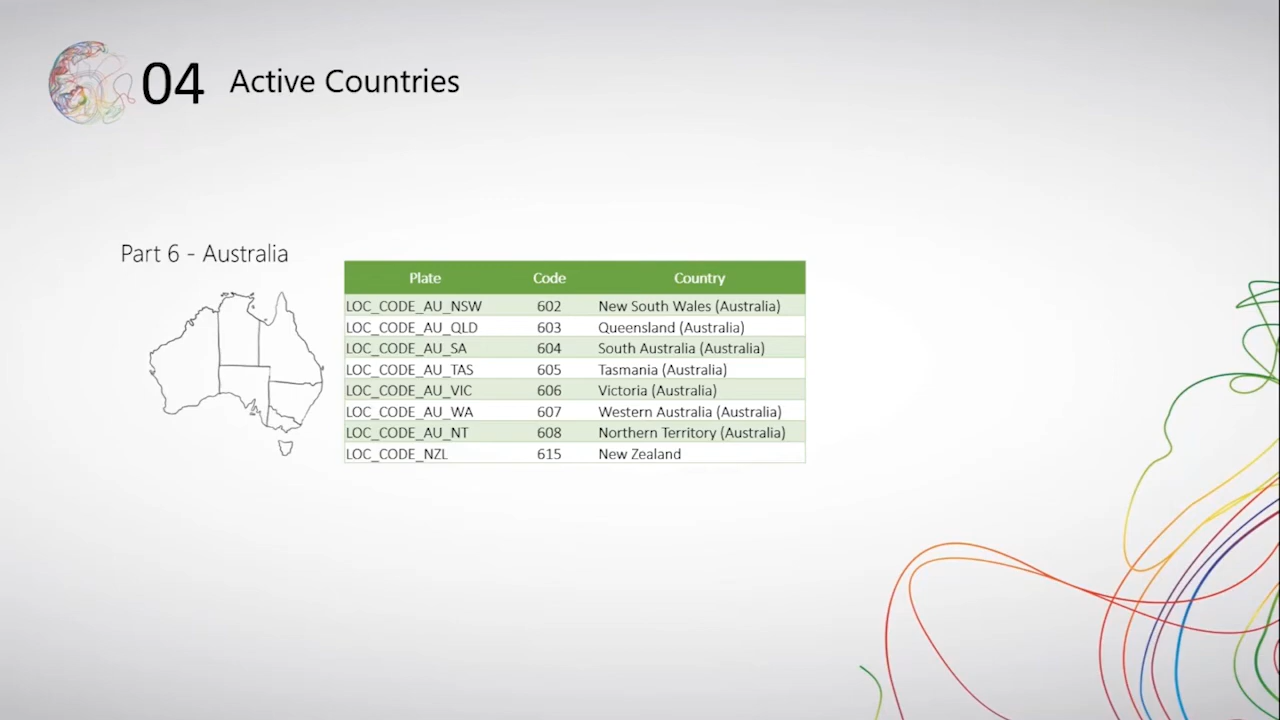 04 Active Countries
Part 6 - Australia
Plate Code Country
LOC_CODE_AU_NSW 602 New South Wales (Australia)
LOC_CODE_AU_QLD 603 Queensland (Australia)
LOC_CODE_AU_SA 604 South Australia (Australia)
LOC_CODE_AU_TAS 605 Tasmania (Australia)
LOC_CODE_AU_VIC 606 Victoria (Australia)
LOC_CODE_AU_WA 607 Western Australia (Australia)
LOC_CODE_AU_NT 608 Northern Territory (Australia)
LOC_CODE_NZL 615 New Zealand